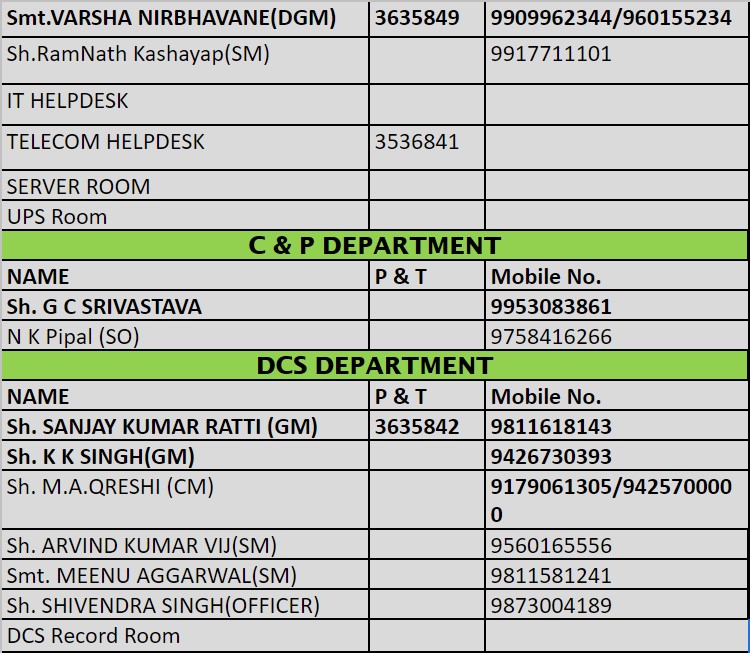 Smt.VARSHA NIRBHAVANE(DGM) 3635849 9909962344/960155234
Sh.RamNath Kashayap(SM) 9917711101
IT HELPDESK
TELECOM HELPDESK 3536841
SERVER ROOM
UPS Room
C & P DEPARTMENT
NAME P & T Mobile No.
Sh. G C SRIVASTAVA 9953083861
N K Pipal (SO) 9758416266
DCS DEPARTMENT
NAME P & T Mobile No.
Sh. SANJAY KUMAR RATTI (GM) 3635842 9811618143
Sh. K K SINGH(GM) 9426730393
Sh. M.A.QRESHI (CM) 9179061305/942570000
0
Sh. ARVIND KUMAR VIJ(SM) 9560165556
Smt. MEENU AGGARWAL(SM) 9811581241
Sh. SHIVENDRA SINGH(OFFICER) 9873004189
DCS Record Room